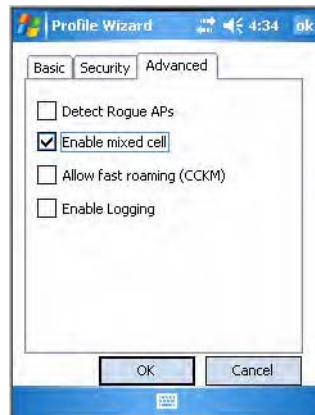 Profile Wizard 4:34 ok
Basic Security Advanced
Detect Rogue APs
Enable mixed cell
Allow fast roaming (CCKM)
Enable Logging
OK Cancel